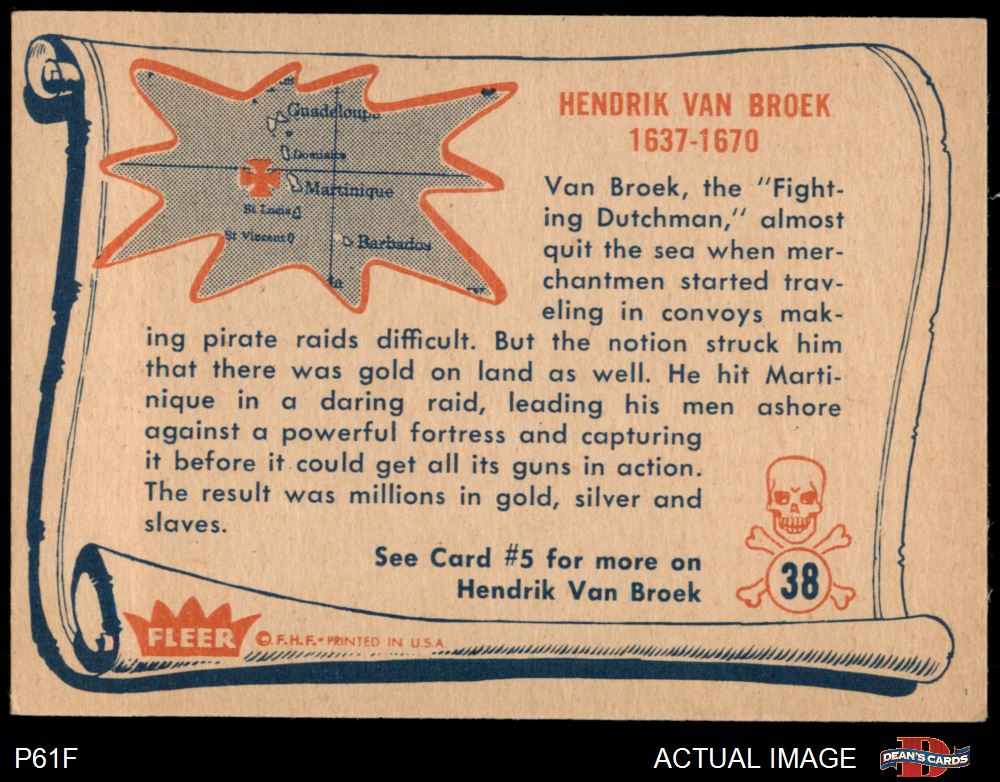 Guadeloupe
Dominica
Martinique
St Lucia
St Vincent
Barbados
HENDRIK VAN BROEK
1637-1670
Van Broek, the "Fight-
ing Dutchman," almost
quit the sea when mer-
chantmen started trav-
eling in convoys mak-
ing pirate raids difficult. But the notion struck him
that there was gold on land as well. He hit Marti-
nique in a daring raid, leading his men ashore
against a powerful fortress and capturing
it before it could get all its guns in action.
The result was millions in gold, silver and
slaves.
See Card #5 for more on
Hendrik Van Broek
38
FLEER
© F.H.F. • PRINTED IN U.S.A.
P61F
ACTUAL IMAGE
DEAN'S CARDS